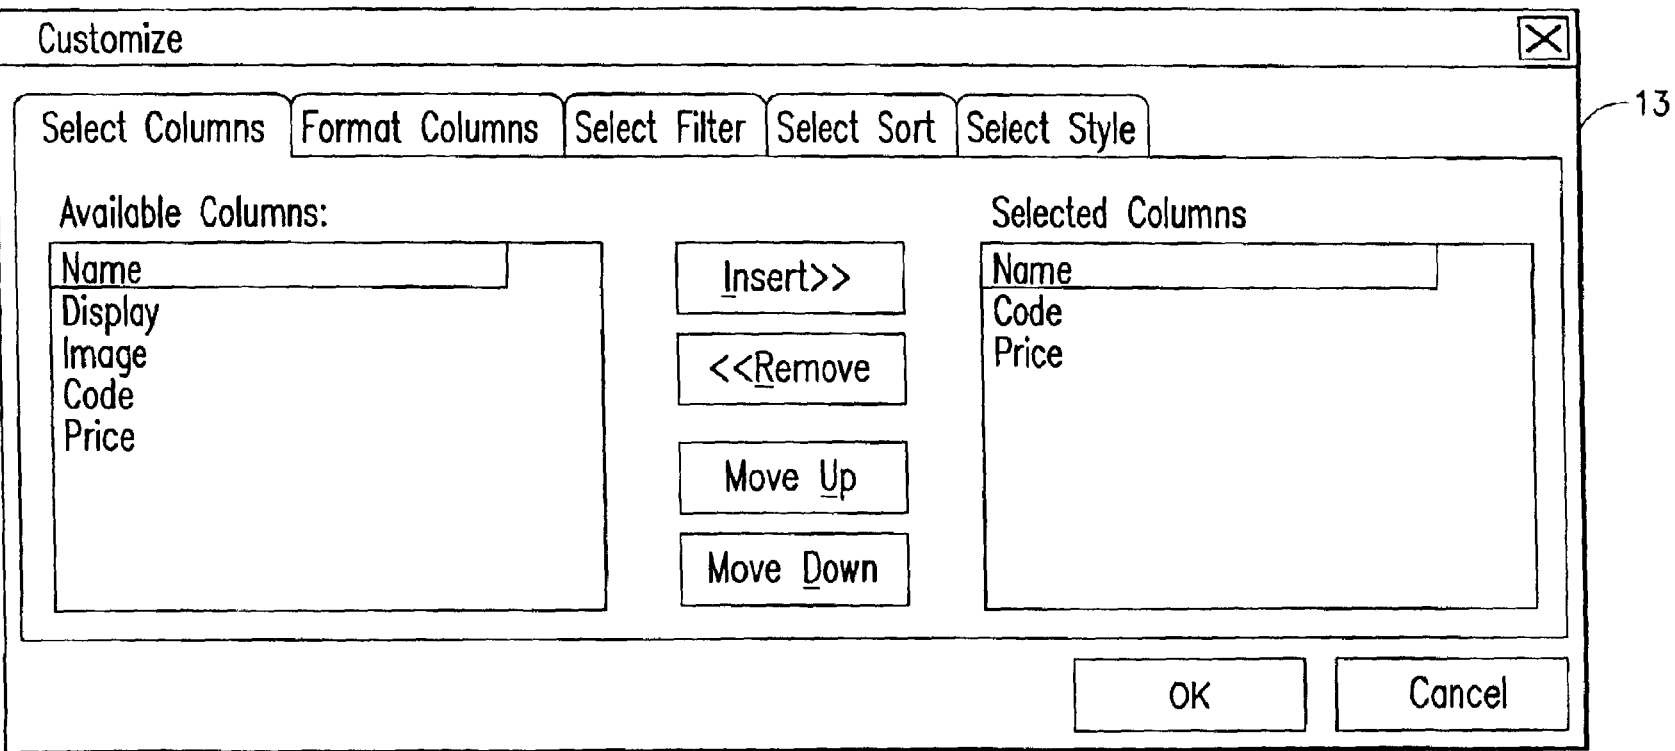 Customize
13
Select Columns Format Columns Select Filter Select Sort Select Style
Available Columns:
Name
Display
Image
Code
Price
Insert>>
<<Remove
Move Up
Move Down
Selected Columns
Name
Code
Price
OK
Cancel